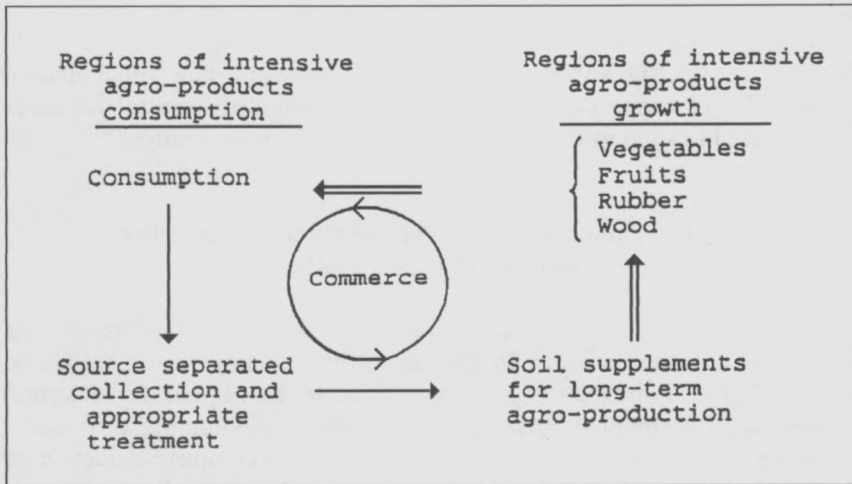 Regions of intensive
agro-products
consumption
Regions of intensive
agro-products
growth
Consumption
Vegetables
Fruits
Rubber
Wood
Commerce
Source separated
collection and
appropriate
treatment
Soil supplements
for long-term
agro-production